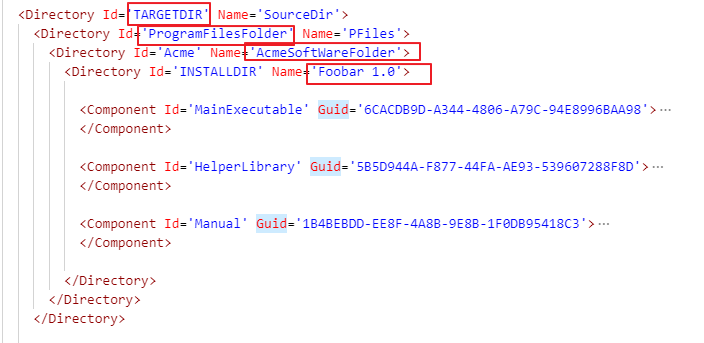 <Directory Id='TARGETDIR' Name='SourceDir'>
<Directory Id='ProgramFilesFolder' Name='PFiles'>
<Directory Id='Acme' Name='AcmeSoftWareFolder'>
<Directory Id='INSTALLDIR' Name='Foobar 1.0'>
<Component Id='MainExecutable' Guid='6CACDB9D-A344-4806-A79C-94E8996BAA98'>…
</Component>
<Component Id='HelperLibrary' Guid='5B5D944A-F877-44FA-AE93-539607288F8D'>…
</Component>
<Component Id='Manual' Guid='1B4BEBDD-EE8F-4A8B-9E8B-1F0DB95418C3'>…
</Component>
</Directory>
</Directory>
</Directory>